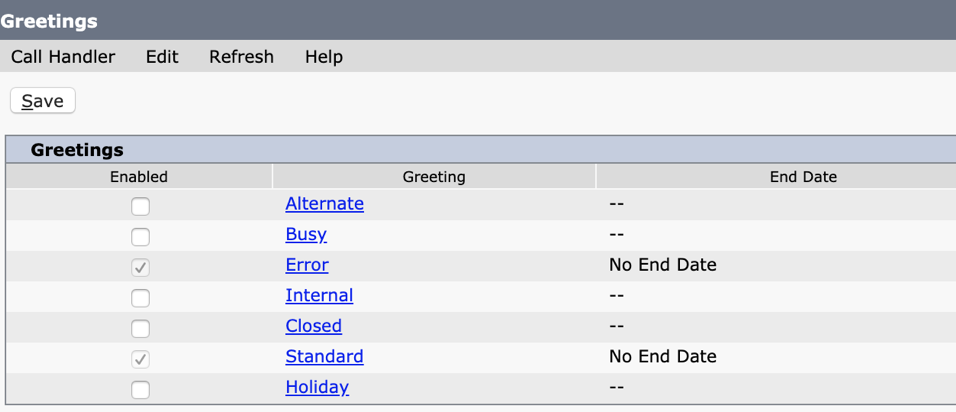 Greetings
Call Handler Edit Refresh Help
Save
Greetings
Enabled Greeting End Date
Alternate --
Busy --
Error No End Date
Internal --
Closed --
Standard No End Date
Holiday --